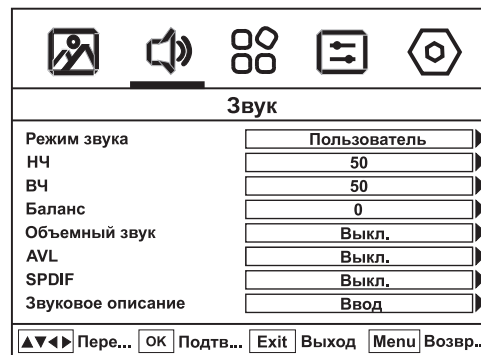 Звук
Режим звука Пользователь
НЧ 50
ВЧ 50
Баланс 0
Объемный звук Выкл.
AVL Выкл.
SPDIF Выкл.
Звуковое описание Ввод
Пере... OK Подтв... Exit Выход Menu Возвр..